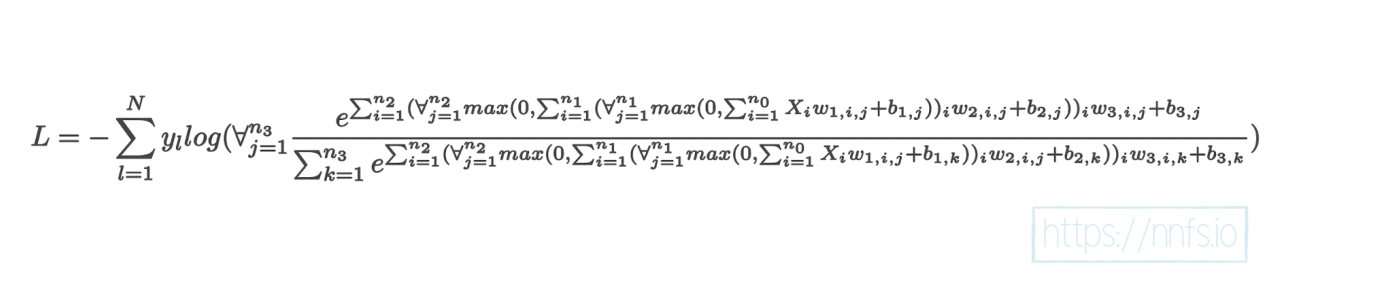 L = -\sum_{l=1}^{N} y_l log(\forall_{j=1}^{n_3} \frac{e^{\sum_{i=1}^{n_2}(\forall_{j=1}^{n_2} max(0,\sum_{i=1}^{n_1}(\forall_{j=1}^{n_1} max(0,\sum_{i=1}^{n_0} X_i w_{1,i,j}+b_{1,j}))_i w_{2,i,j}+b_{2,j}))_i w_{3,i,j}+b_{3,j}}}{\sum_{k=1}^{n_3} e^{\sum_{i=1}^{n_2}(\forall_{j=1}^{n_2} max(0,\sum_{i=1}^{n_1}(\forall_{j=1}^{n_1} max(0,\sum_{i=1}^{n_0} X_i w_{1,i,j}+b_{1,k}))_i w_{2,i,j}+b_{2,k}))_i w_{3,i,k}+b_{3,k}}})
https://nnfs.io